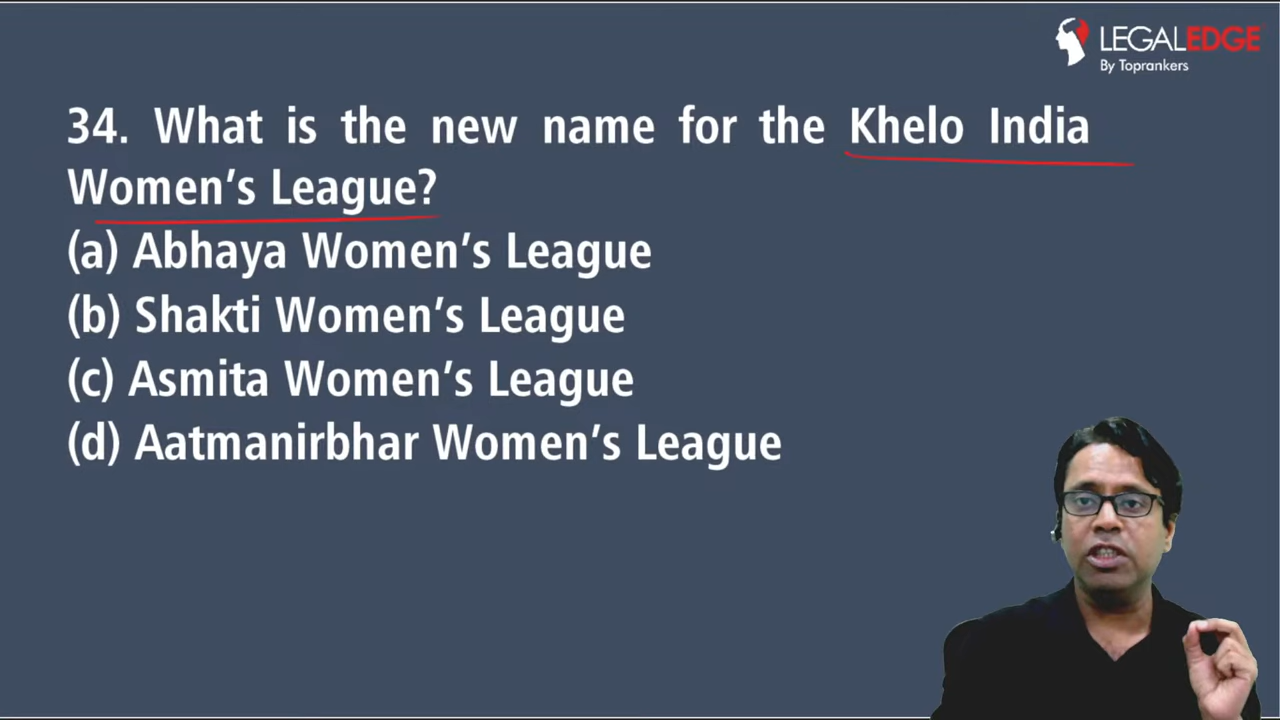 LEGALEDGE
By Toprankers
34. What is the new name for the Khelo India
Women's League?
(a) Abhaya Women's League
(b) Shakti Women's League
(c) Asmita Women's League
(d) Aatmanirbhar Women's League